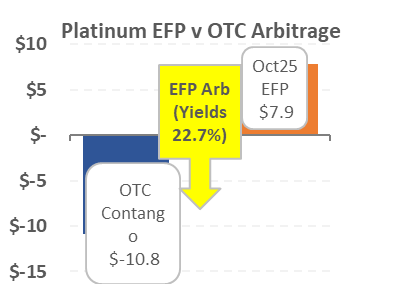 Platinum EFP v OTC Arbitrage
$10
$5
$-
$-5
$-10
$-15
EFP Arb
(Yields
22.7%)
Oct25
EFP
$7.9
OTC
Contang
o
$-10.8